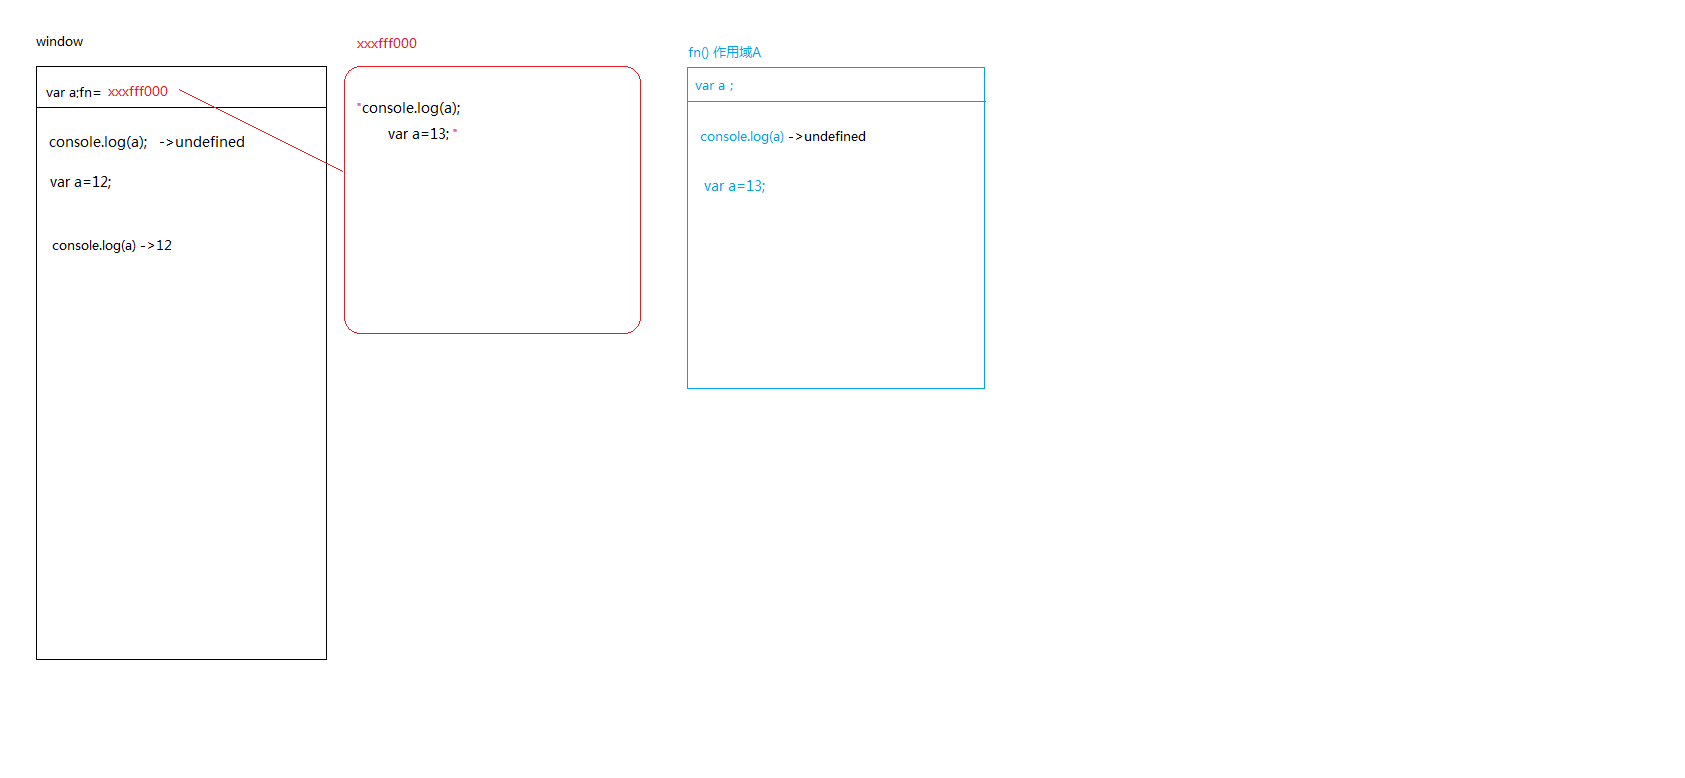 window
var a;fn= xxxfff000
console.log(a); ->undefined
var a=12;
console.log(a) ->12
xxxfff000
"console.log(a);
var a=13; "
fn() 作用域A
var a ;
console.log(a) ->undefined
var a=13;